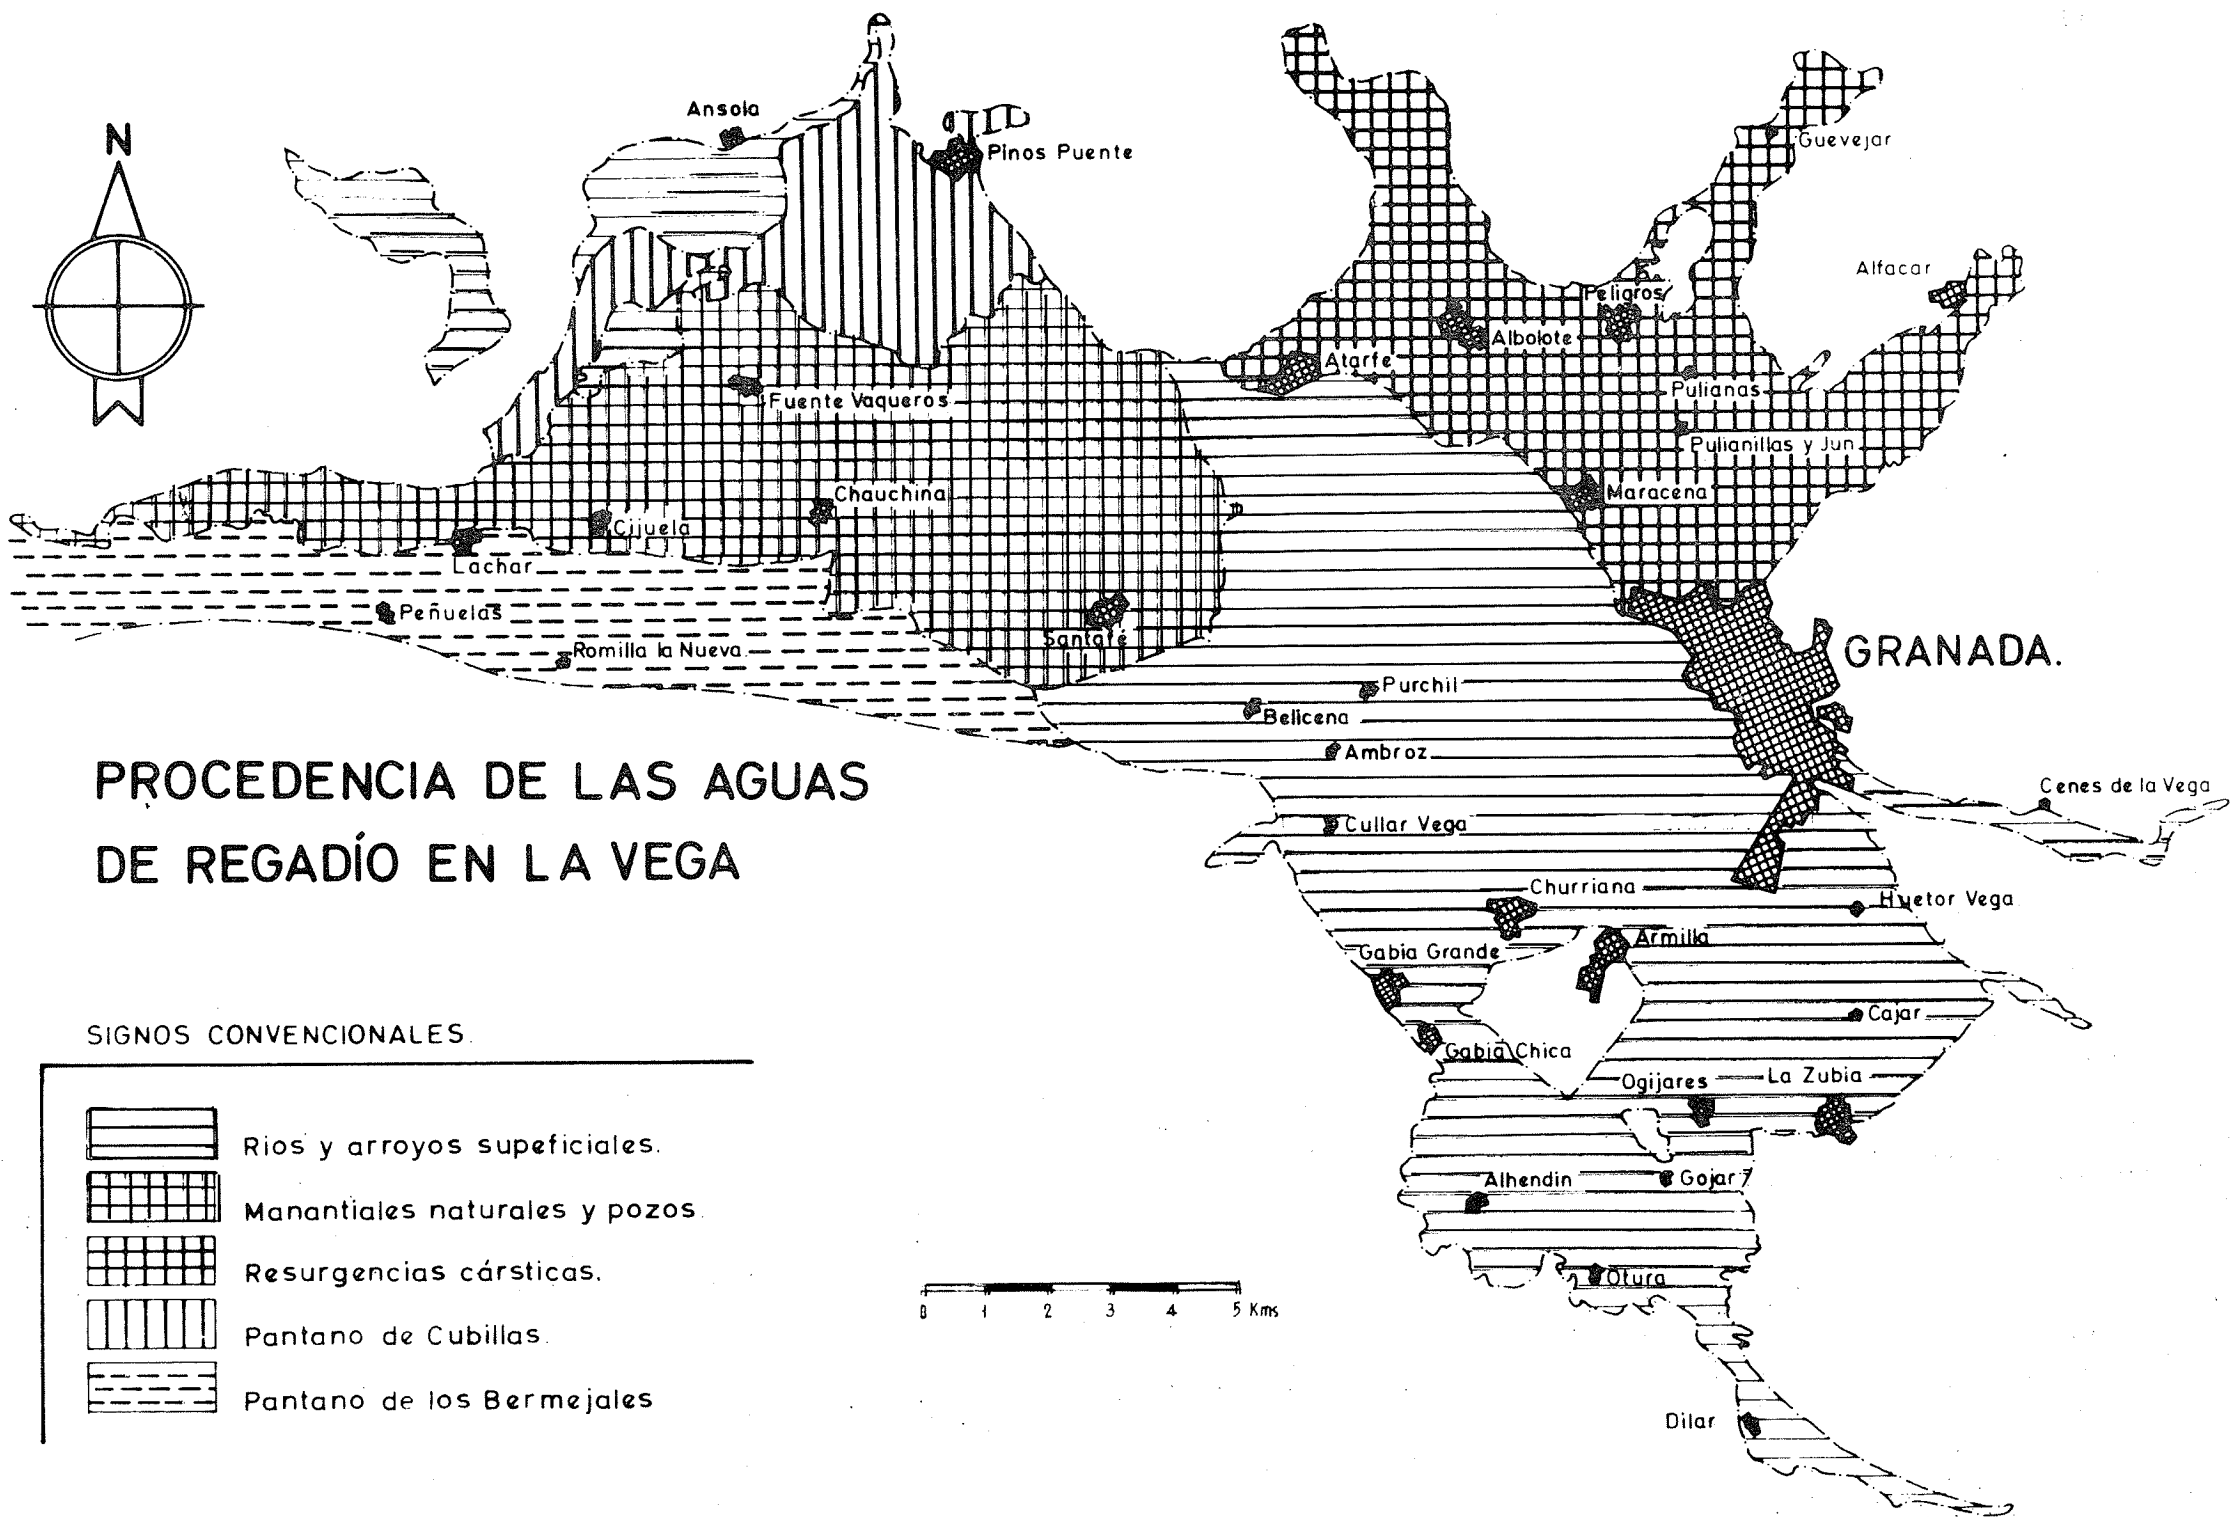 N
Ansola
Pinos Puente
Guevejar
Alfacar
Peligros
Albolote
Atarfe
Pulianas
Fuente Vaqueros
Pulianillas y Jun
Chauchina
Maracena
Cijuela
Lachar
Peñuelas
Santafé
Romilla la Nueva
GRANADA.
Purchil
Belicena
Ambroz
PROCEDENCIA DE LAS AGUAS
DE REGADÍO EN LA VEGA
Cenes de la Vega
Cullar Vega
Churriana
Huetor Vega
Armilla
Gabia Grande
Cajar
Gabia Chica
Ogijares
La Zubia
Alhendin
Gojar
Otura
Dilar
SIGNOS CONVENCIONALES.
Rios y arroyos supeficiales.
Manantiales naturales y pozos.
Resurgencias cársticas.
Pantano de Cubillas.
Pantano de los Bermejales
0 1 2 3 4 5 Kms